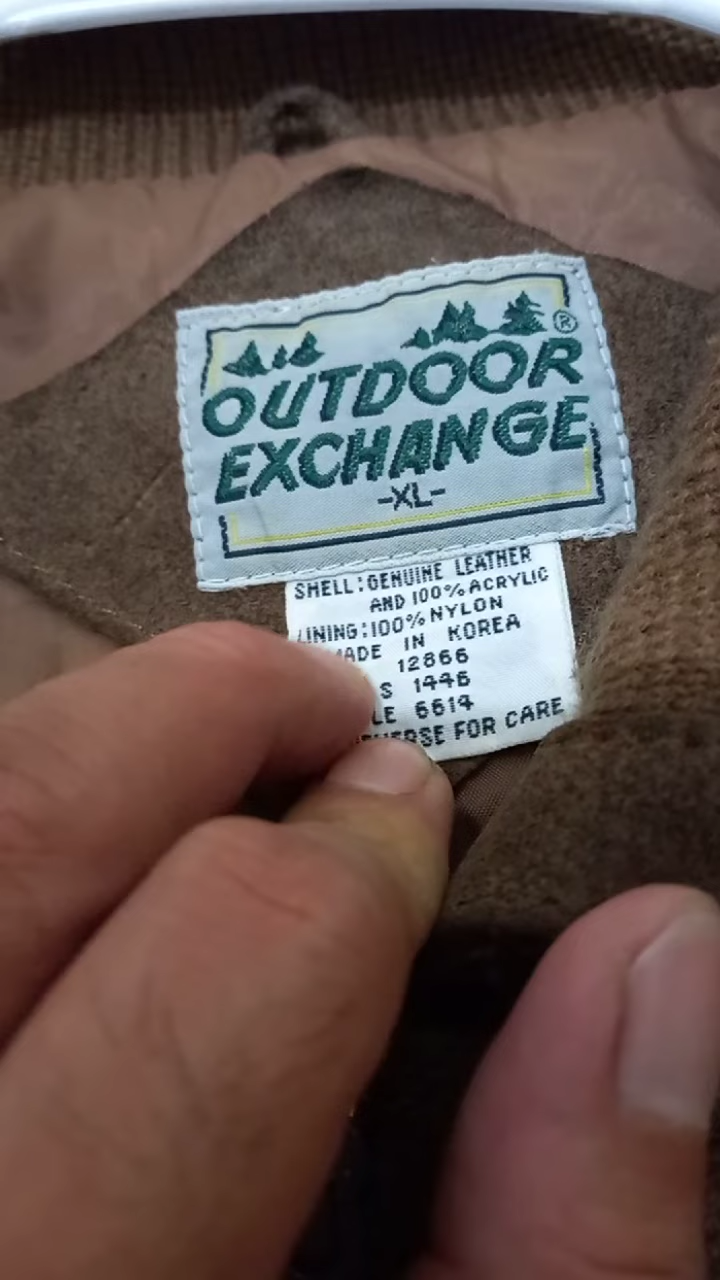 OUTDOOR ®
EXCHANGE
-XL-
SHELL:GENUINE LEATHER
AND 100% ACRYLIC
LINING:100% NYLON
MADE IN KOREA
12866
S 1446
LE 6614
FOR CARE